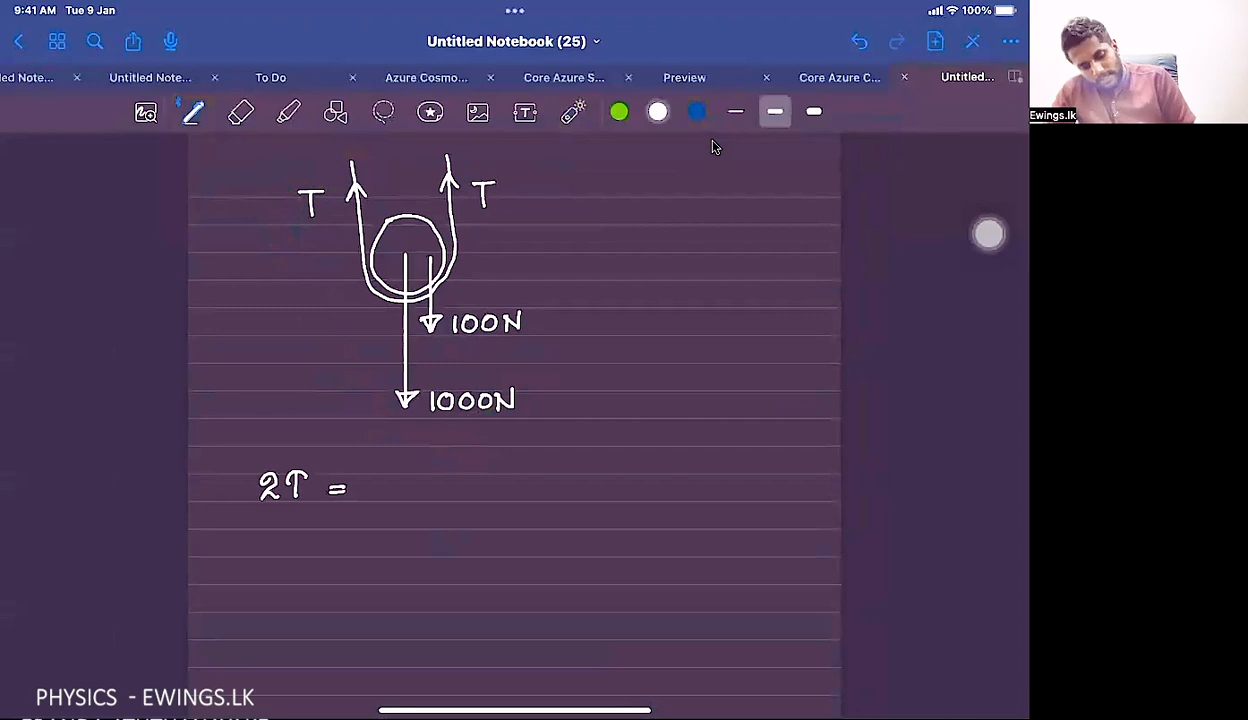 9:41 AM Tue 9 Jan
100%
Untitled Notebook (25)
led Note...
Untitled Note...
To Do
Azure Cosmo...
Core Azure S...
Preview
Core Azure C...
Untitled...
Ewings.lk
T
T
100N
1000N
2T =
PHYSICS - EWINGS.LK